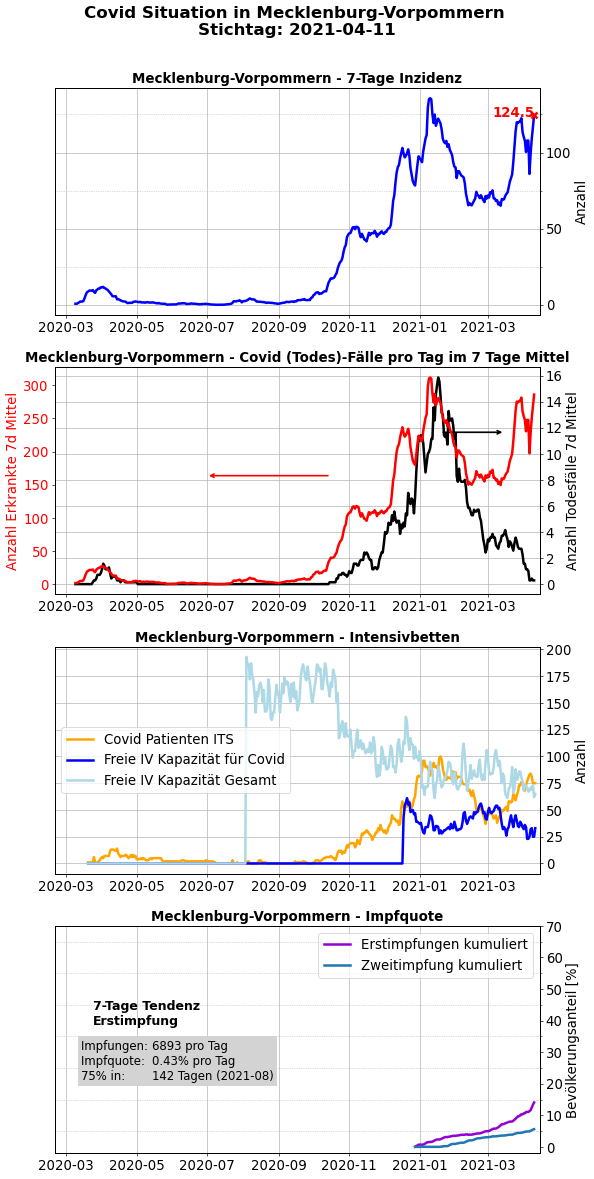 Covid Situation in Mecklenburg-Vorpommern
Stichtag: 2021-04-11
Mecklenburg-Vorpommern - 7-Tage Inzidenz
124.5
100
50
0
Anzahl
2020-03 2020-05 2020-07 2020-09 2020-11 2021-01 2021-03
Mecklenburg-Vorpommern - Covid (Todes)-Fälle pro Tag im 7 Tage Mittel
Anzahl Erkrankte 7d Mittel
300
250
200
150
100
50
0
16
14
12
10
8
6
4
2
0
Anzahl Todesfälle 7d Mittel
2020-03 2020-05 2020-07 2020-09 2020-11 2021-01 2021-03
Mecklenburg-Vorpommern - Intensivbetten
Covid Patienten ITS
Freie IV Kapazität für Covid
Freie IV Kapazität Gesamt
200
175
150
125
100
75
50
25
0
Anzahl
2020-03 2020-05 2020-07 2020-09 2020-11 2021-01 2021-03
Mecklenburg-Vorpommern - Impfquote
Erstimpfungen kumuliert
Zweitimpfung kumuliert
7-Tage Tendenz
Erstimpfung
Impfungen: 6893 pro Tag
Impfquote: 0.43% pro Tag
75% in: 142 Tagen (2021-08)
70
60
50
40
30
20
10
0
Bevölkerungsanteil [%]
2020-03 2020-05 2020-07 2020-09 2020-11 2021-01 2021-03